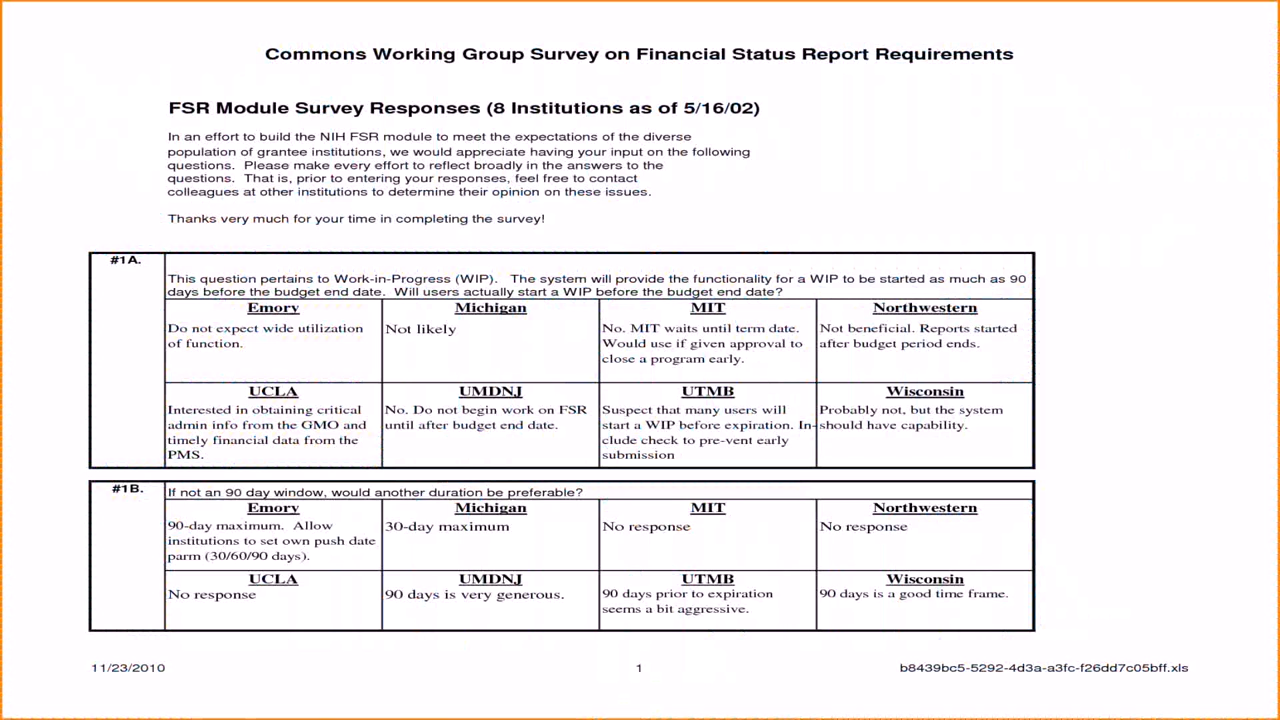 Commons Working Group Survey on Financial Status Report Requirements
FSR Module Survey Responses (8 Institutions as of 5/16/02)
In an effort to build the NIH FSR module to meet the expectations of the diverse
population of grantee institutions, we would appreciate having your input on the following
questions.  Please make every effort to reflect broadly in the answers to the
questions.  That is, prior to entering your responses, feel free to contact
colleagues at other institutions to determine their opinion on these issues.
Thanks very much for your time in completing the survey!
#1A.
This question pertains to Work-in-Progress (WIP).   The system will provide the functionality for a WIP to be started as much as 90
days before the budget end date.  Will users actually start a WIP before the budget end date?
Emory
Do not expect wide utilization
of function.
Michigan
Not likely
MIT
No. MIT waits until term date.
Would use if given approval to
close a program early.
Northwestern
Not beneficial. Reports started
after budget period ends.
UCLA
Interested in obtaining critical
admin info from the GMO and
timely financial data from the
PMS.
UMDNJ
No. Do not begin work on FSR
until after budget end date.
UTMB
Suspect that many users will
start a WIP before expiration. In-
clude check to pre-vent early
submission
Wisconsin
Probably not, but the system
should have capability.
#1B.
If not an 90 day window, would another duration be preferable?
Emory
90-day maximum.  Allow
institutions to set own push date
parm (30/60/90 days).
Michigan
30-day maximum
MIT
No response
Northwestern
No response
UCLA
No response
UMDNJ
90 days is very generous.
UTMB
90 days prior to expiration
seems a bit aggressive.
Wisconsin
90 days is a good time frame.
11/23/2010
1
b8439bc5-5292-4d3a-a3fc-f26dd7c05bff.xls